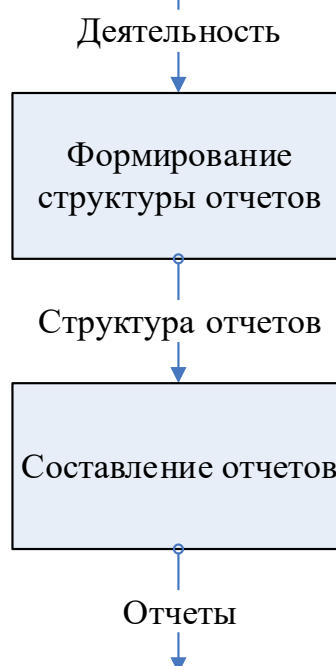 Деятельность
Формирование
структуры отчетов
Структура отчетов
Составление отчетов
Отчеты